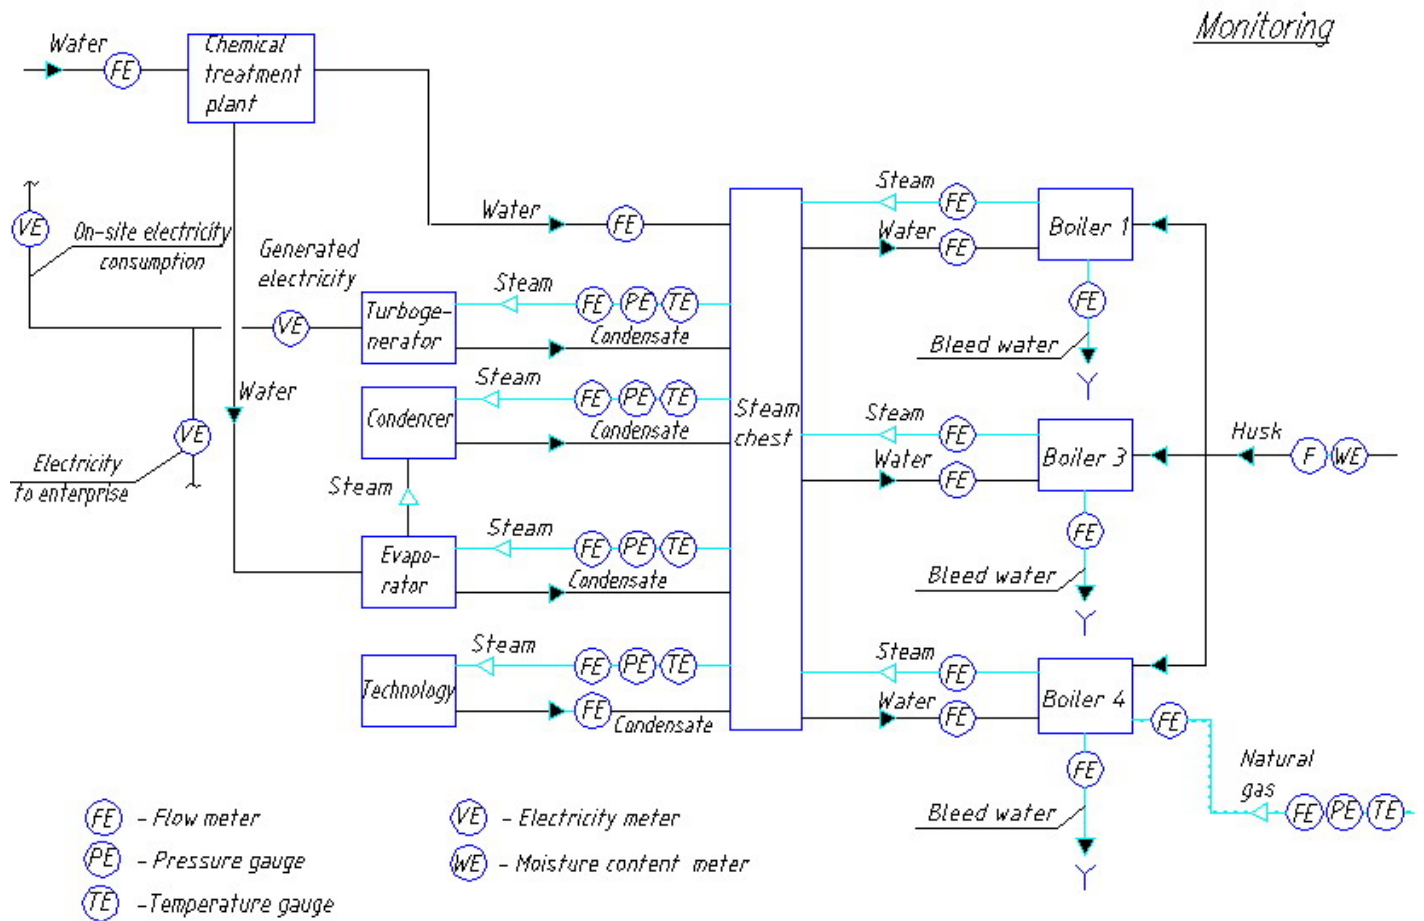 Monitoring
Water
FE
Chemical
treatment
plant
VE
On-site electricity
consumption
Generated
electricity
VE
Water
FE
Steam
FE
Boiler 1
Water
FE
FE
Bleed water
Turboge-
nerator
Steam
FE PE TE
Condensate
Water
Condencer
Steam
FE PE TE
Condensate
Steam
chest
VE
Electricity
to enterprise
Steam
Steam
FE
Boiler 3
Water
FE
FE
Bleed water
Husk
F WE
Evapo-
rator
Steam
FE PE TE
Condensate
Technology
Steam
FE PE TE
FE
Condensate
Steam
FE
Boiler 4
Water
FE
FE
FE
Bleed water
Natural
gas
FE PE TE
FE - Flow meter
PE - Pressure gauge
TE -Temperature gauge
VE - Electricity meter
WE - Moisture content meter